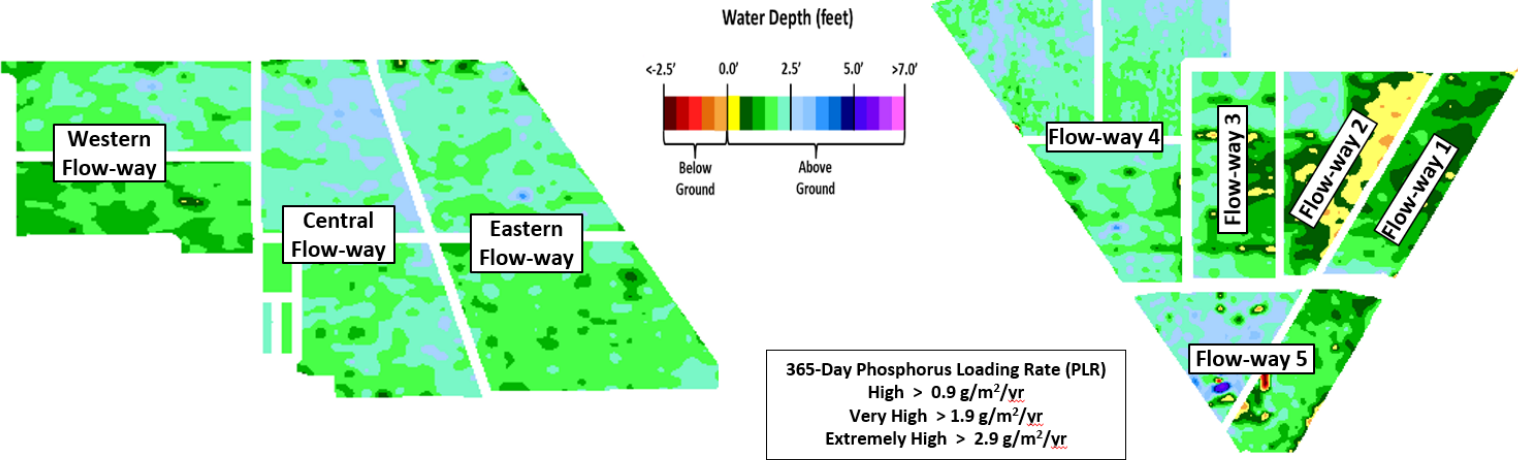 Water Depth (feet)
<-2.5' 0.0' 2.5' 5.0' >7.0'
Below
Ground
Above
Ground
Western
Flow-way
Central
Flow-way
Eastern
Flow-way
Flow-way 4
Flow-way 3
Flow-way 2
Flow-way 1
Flow-way 5
365-Day Phosphorus Loading Rate (PLR)
High > 0.9 g/m²/yr
Very High > 1.9 g/m²/yr
Extremely High > 2.9 g/m²/yr